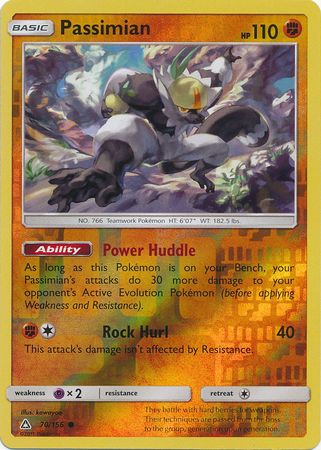 BASIC
Passimian
HP 110
NO. 766 Teamwork Pokémon HT: 6'07" WT: 182.5 lbs.
Ability Power Huddle
As long as this Pokémon is on your Bench, your
Passimian's attacks do 30 more damage to your
opponent's Active Evolution Pokémon (before applying
Weakness and Resistance).
Rock Hurl 40
This attack's damage isn't affected by Resistance.
weakness ×2 resistance retreat
Illus. kawayoo
70/156
They battle with hard berries for weapons.
Their techniques are passed from the boss
to the group, generation upon generation.